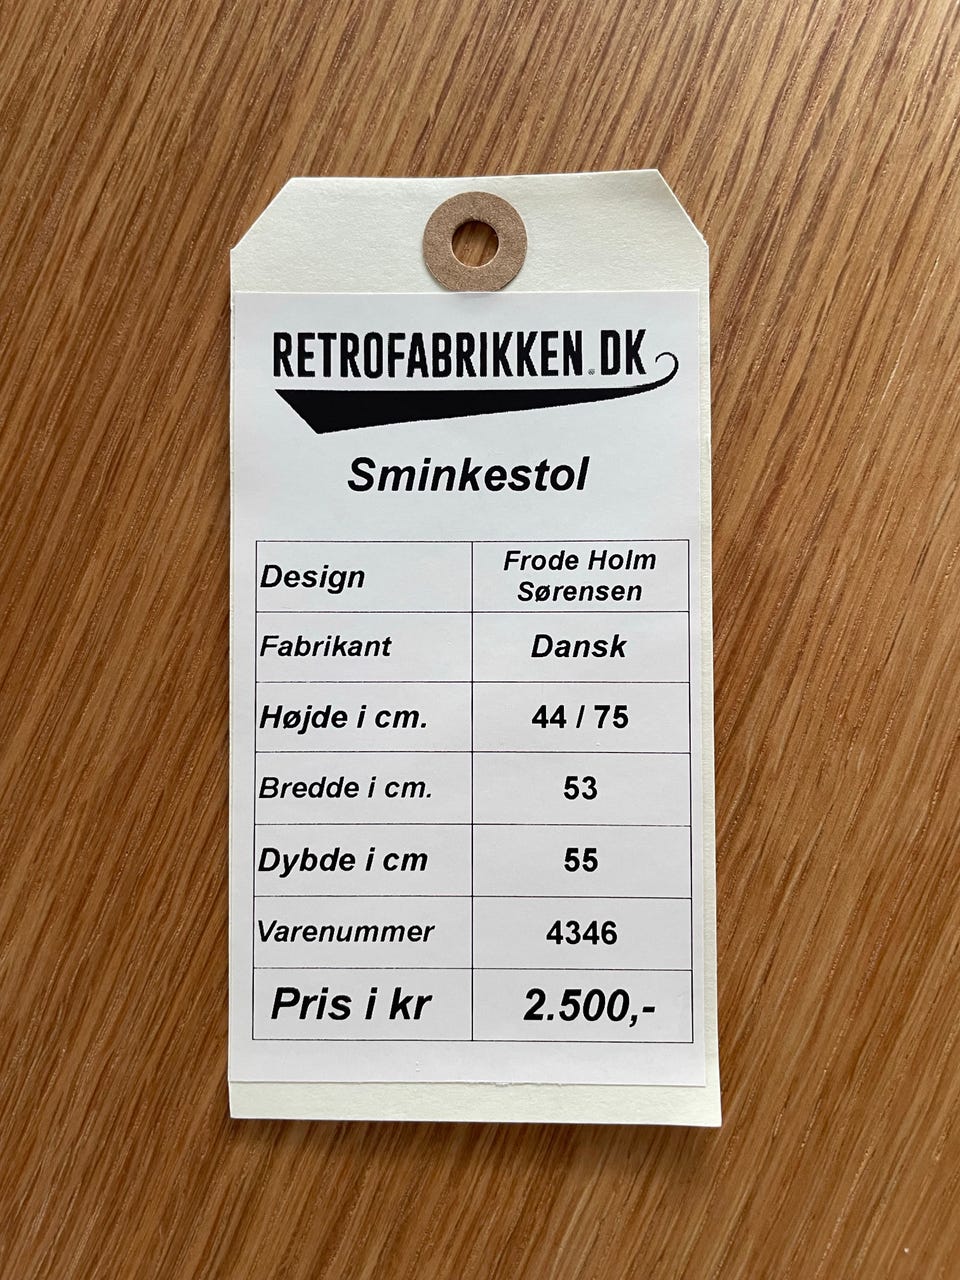 RETROFABRIKKEN.DK
Sminkestol
Design Frode Holm
Sørensen
Fabrikant Dansk
Højde i cm. 44 / 75
Bredde i cm. 53
Dybde i cm 55
Varenummer 4346
Pris i kr 2.500,-